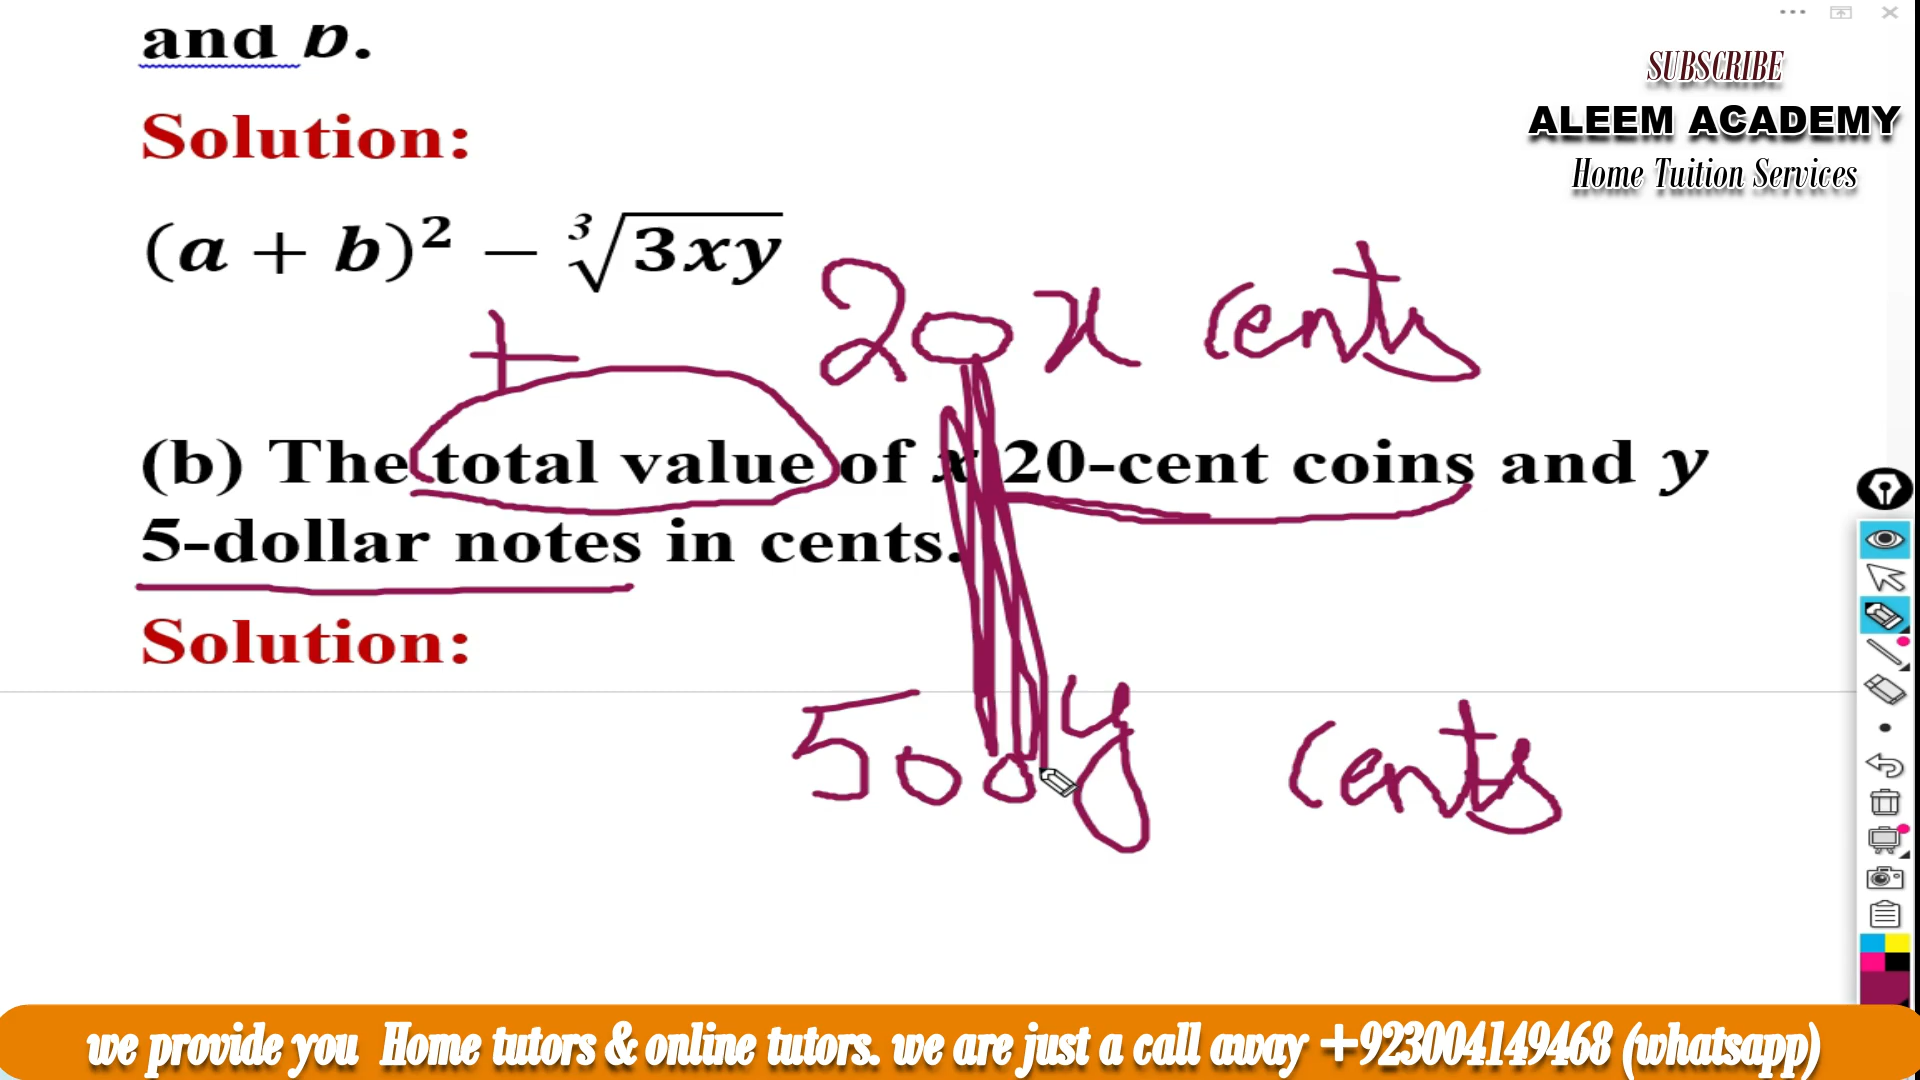 and b.
SUBSCRIBE
ALEEM ACADEMY
Home Tuition Services
Solution:
(a + b)² − ∛3xy
+
20 x cents
(b) The total value of x 20-cent coins and y
5-dollar notes in cents.
Solution:
500 y cents
we provide you Home tutors & online tutors. we are just a call away +923004149468 (whatsapp)